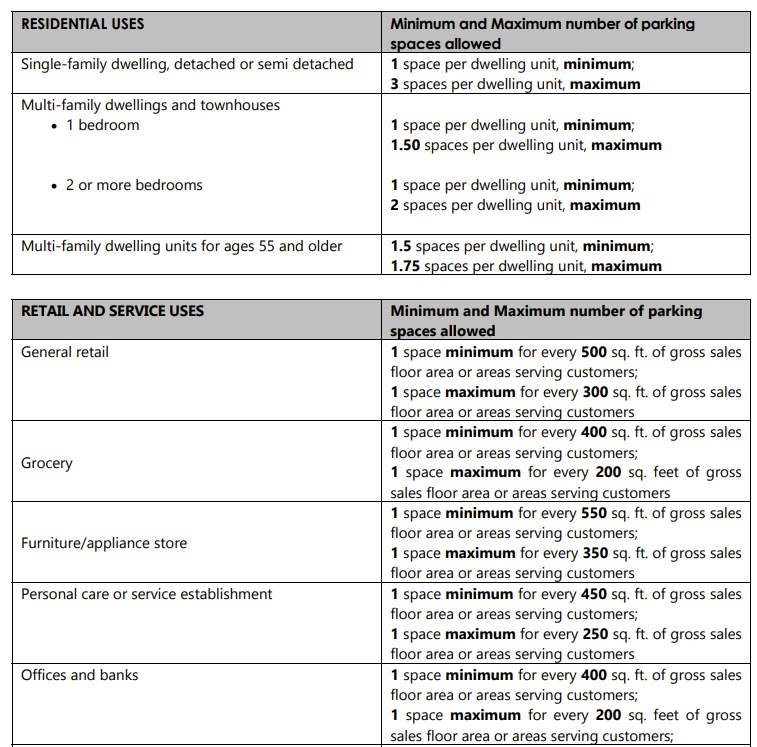 RESIDENTIAL USES
Minimum and Maximum number of parking
spaces allowed
Single-family dwelling, detached or semi detached
1 space per dwelling unit, minimum;
3 spaces per dwelling unit, maximum
Multi-family dwellings and townhouses
• 1 bedroom
1 space per dwelling unit, minimum;
1.50 spaces per dwelling unit, maximum
• 2 or more bedrooms
1 space per dwelling unit, minimum;
2 spaces per dwelling unit, maximum
Multi-family dwelling units for ages 55 and older
1.5 spaces per dwelling unit, minimum;
1.75 spaces per dwelling unit, maximum
RETAIL AND SERVICE USES
Minimum and Maximum number of parking
spaces allowed
General retail
1 space minimum for every 500 sq. ft. of gross sales
floor area or areas serving customers;
1 space maximum for every 300 sq. ft. of gross sales
floor area or areas serving customers
Grocery
1 space minimum for every 400 sq. ft. of gross sales
floor area or areas serving customers;
1 space maximum for every 200 sq. feet of gross
sales floor area or areas serving customers
Furniture/appliance store
1 space minimum for every 550 sq. ft. of gross sales
floor area or areas serving customers;
1 space maximum for every 350 sq. ft. of gross sales
floor area or areas serving customers
Personal care or service establishment
1 space minimum for every 450 sq. ft. of gross sales
floor area or areas serving customers;
1 space maximum for every 250 sq. ft. of gross sales
floor area or areas serving customers
Offices and banks
1 space minimum for every 400 sq. ft. of gross sales
floor area or areas serving customers;
1 space maximum for every 200 sq. feet of gross
sales floor area or areas serving customers;